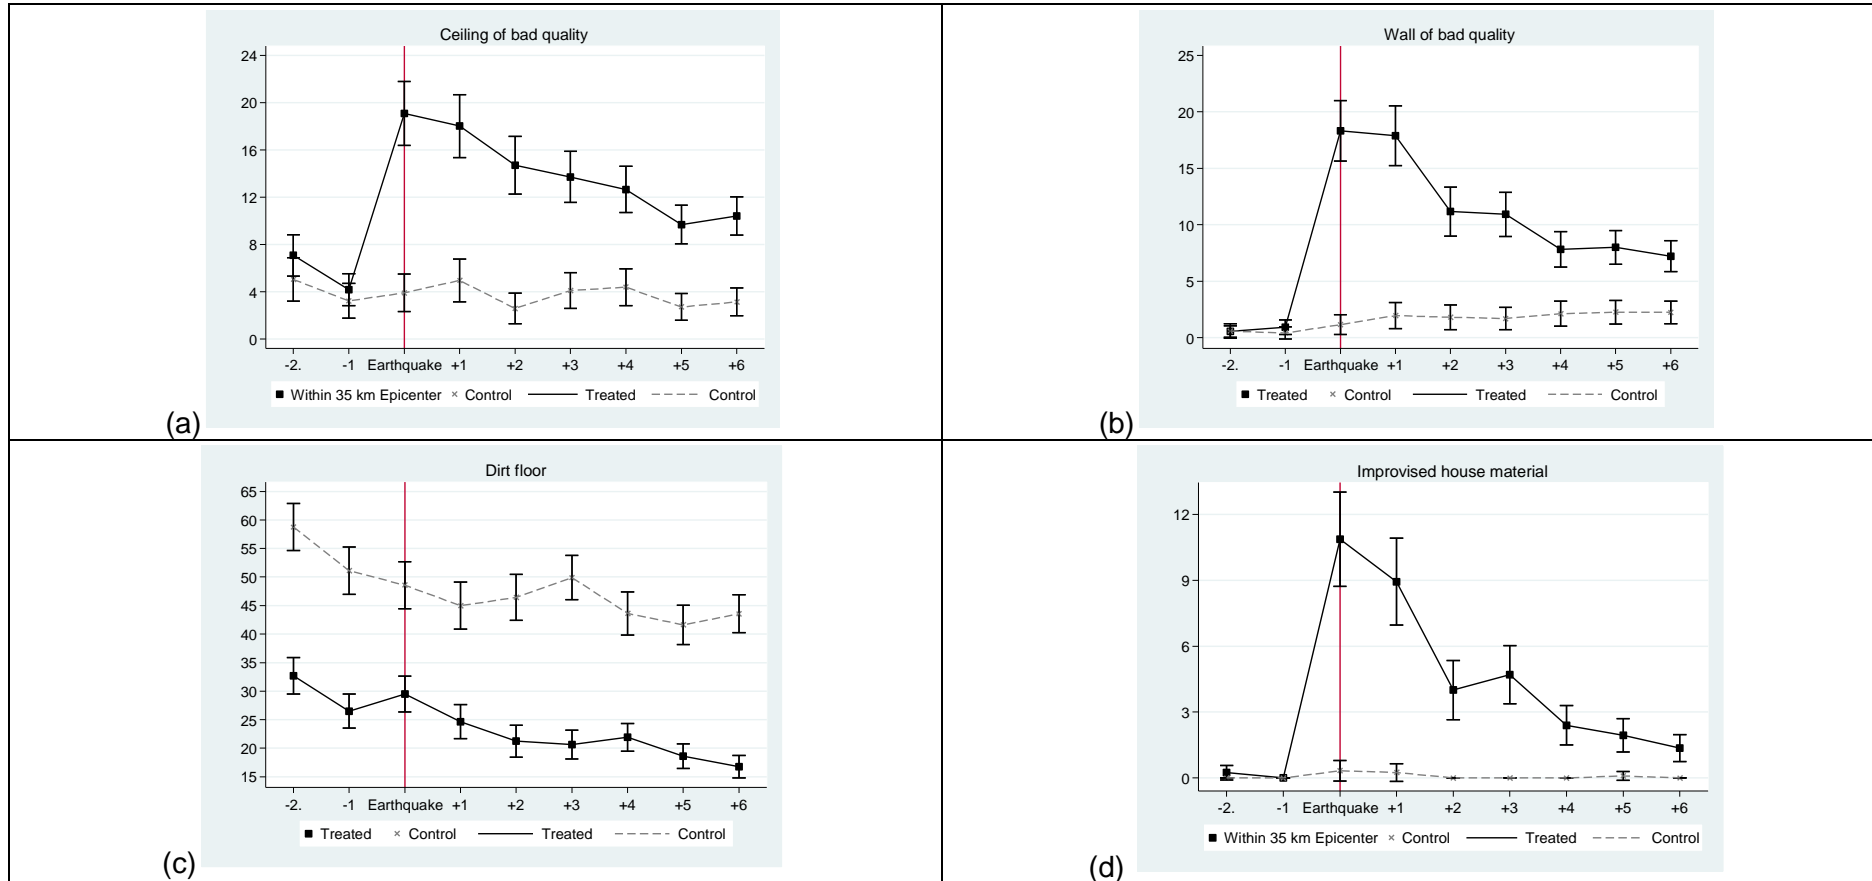 Ceiling of bad quality
24
20
16
12
8
4
0
-2. -1 Earthquake +1 +2 +3 +4 +5 +6
Within 35 km Epicenter Control Treated Control
(a)
Wall of bad quality
25
20
15
10
5
0
-2. -1 Earthquake +1 +2 +3 +4 +5 +6
Treated Control Treated Control
(b)
Dirt floor
65
60
55
50
45
40
35
30
25
20
15
-2. -1 Earthquake +1 +2 +3 +4 +5 +6
Treated Control Treated Control
(c)
Improvised house material
12
9
6
3
0
-2. -1 Earthquake +1 +2 +3 +4 +5 +6
Within 35 km Epicenter Control Treated Control
(d)